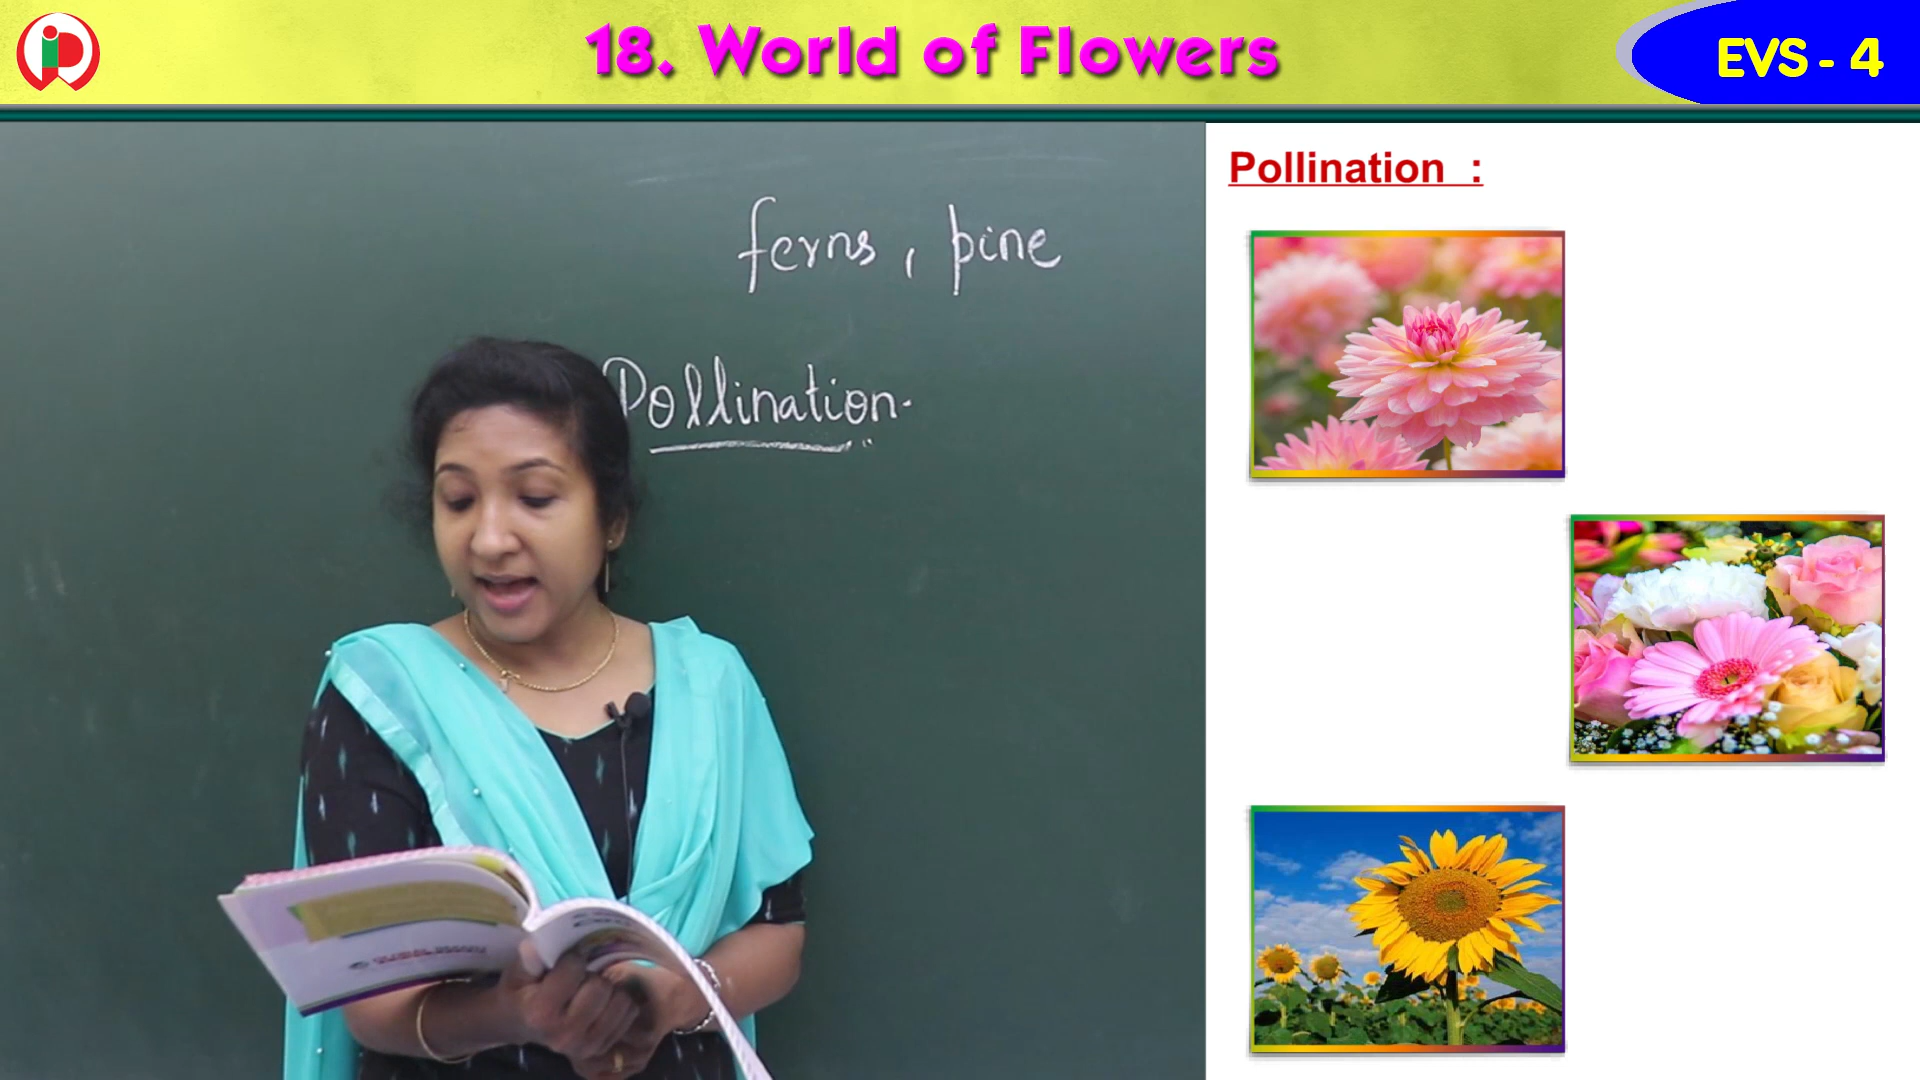 18. World of Flowers
EVS - 4
ferns, pine
Pollination.
Pollination :